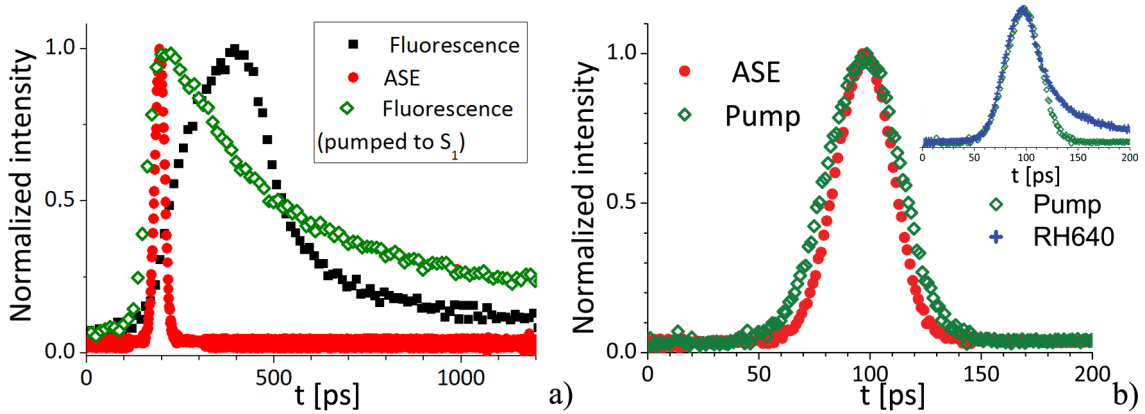 Normalized intensity
1.0
0.5
0.0
0
500
1000
t [ps]
Fluorescence
ASE
Fluorescence
(pumped to S₁)
a)
Normalized intensity
1.0
0.5
0.0
0
50
100
150
200
t [ps]
ASE
Pump
0
50
100
150
200
t [ps]
Pump
RH640
b)